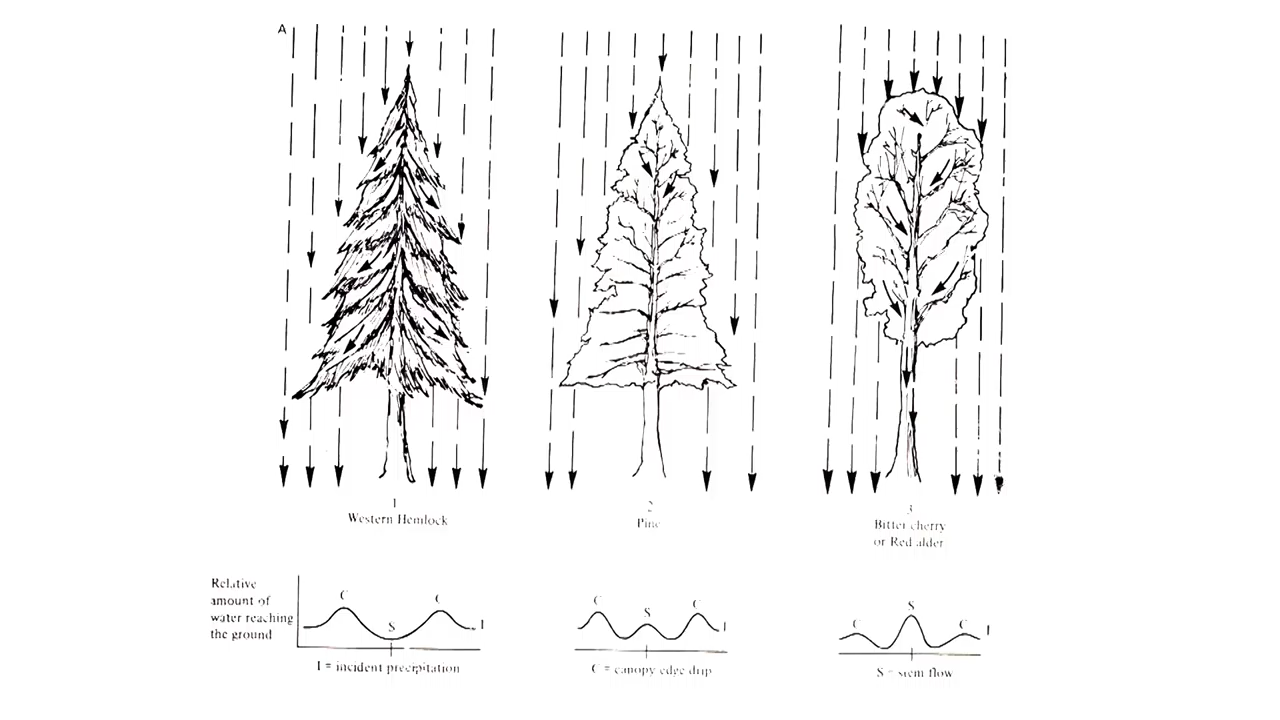 A
1
Western Hemlock
2
Pine
3
Bitter cherry
or Red alder
Relative
amount of
water reaching
the ground
C
C
S
I
C
S
C
I
C
S
C
I
I = incident precipitation
C = canopy edge drip
S = stem flow